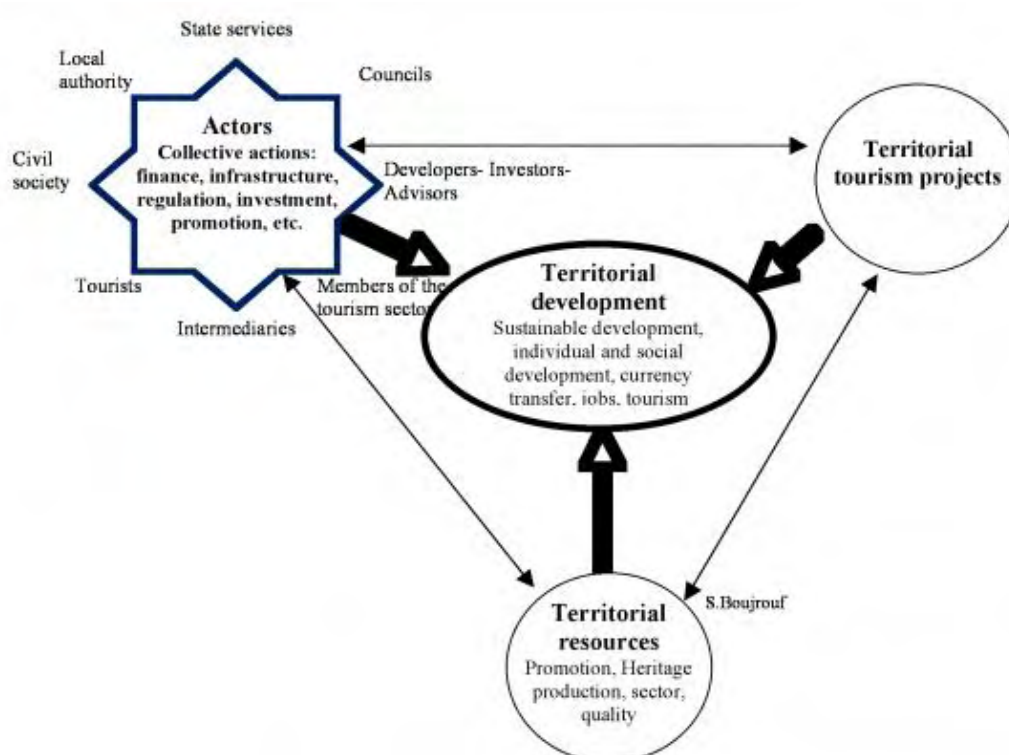 State services
Local
authority
Councils
Civil
society
Actors
Collective actions:
finance, infrastructure,
regulation, investment,
promotion, etc.
Developers- Investors-
Advisors
Tourists
Intermediaries
Members of the
tourism sector
Territorial
tourism projects
Territorial
development
Sustainable development,
individual and social
development, currency
transfer, jobs, tourism
S.Boujrouf
Territorial
resources
Promotion, Heritage
production, sector,
quality